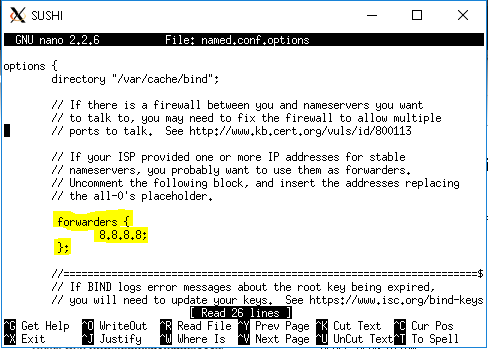 SUSHI
GNU nano 2.2.6 File: named.conf.options
options {
directory "/var/cache/bind";
// If there is a firewall between you and nameservers you want
// to talk to, you may need to fix the firewall to allow multiple
// ports to talk. See http://www.kb.cert.org/vuls/id/800113
// If your ISP provided one or more IP addresses for stable
// nameservers, you probably want to use them as forwarders.
// Uncomment the following block, and insert the addresses replacing
// the all-0's placeholder.
forwarders {
8.8.8.8;
};
//========================================================================$
// If BIND logs error messages about the root key being expired,
// you will need to update your keys. See https://www.isc.org/bind-keys
[ Read 26 lines ]
^G Get Help ^O WriteOut ^R Read File ^Y Prev Page ^K Cut Text ^C Cur Pos
^X Exit ^J Justify ^W Where Is ^V Next Page ^U UnCut Text ^T To Spell